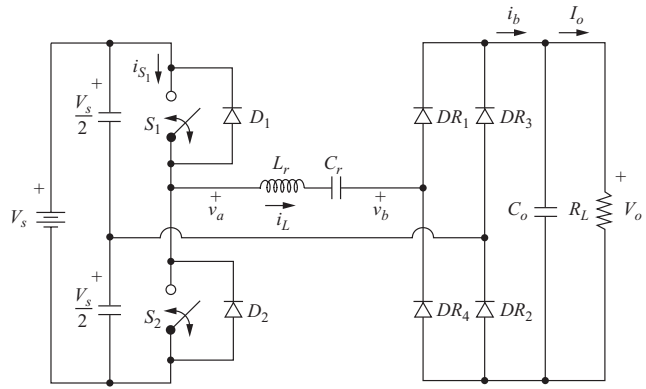 i_b I_o
+ i_{S_1} +
V_s/2 D_1 DR_1 DR_3
S_1
L_r C_r
+ +
+ v_a i_L v_b +
V_s C_o R_L V_o
+
V_s/2 S_2 D_2 DR_4 DR_2